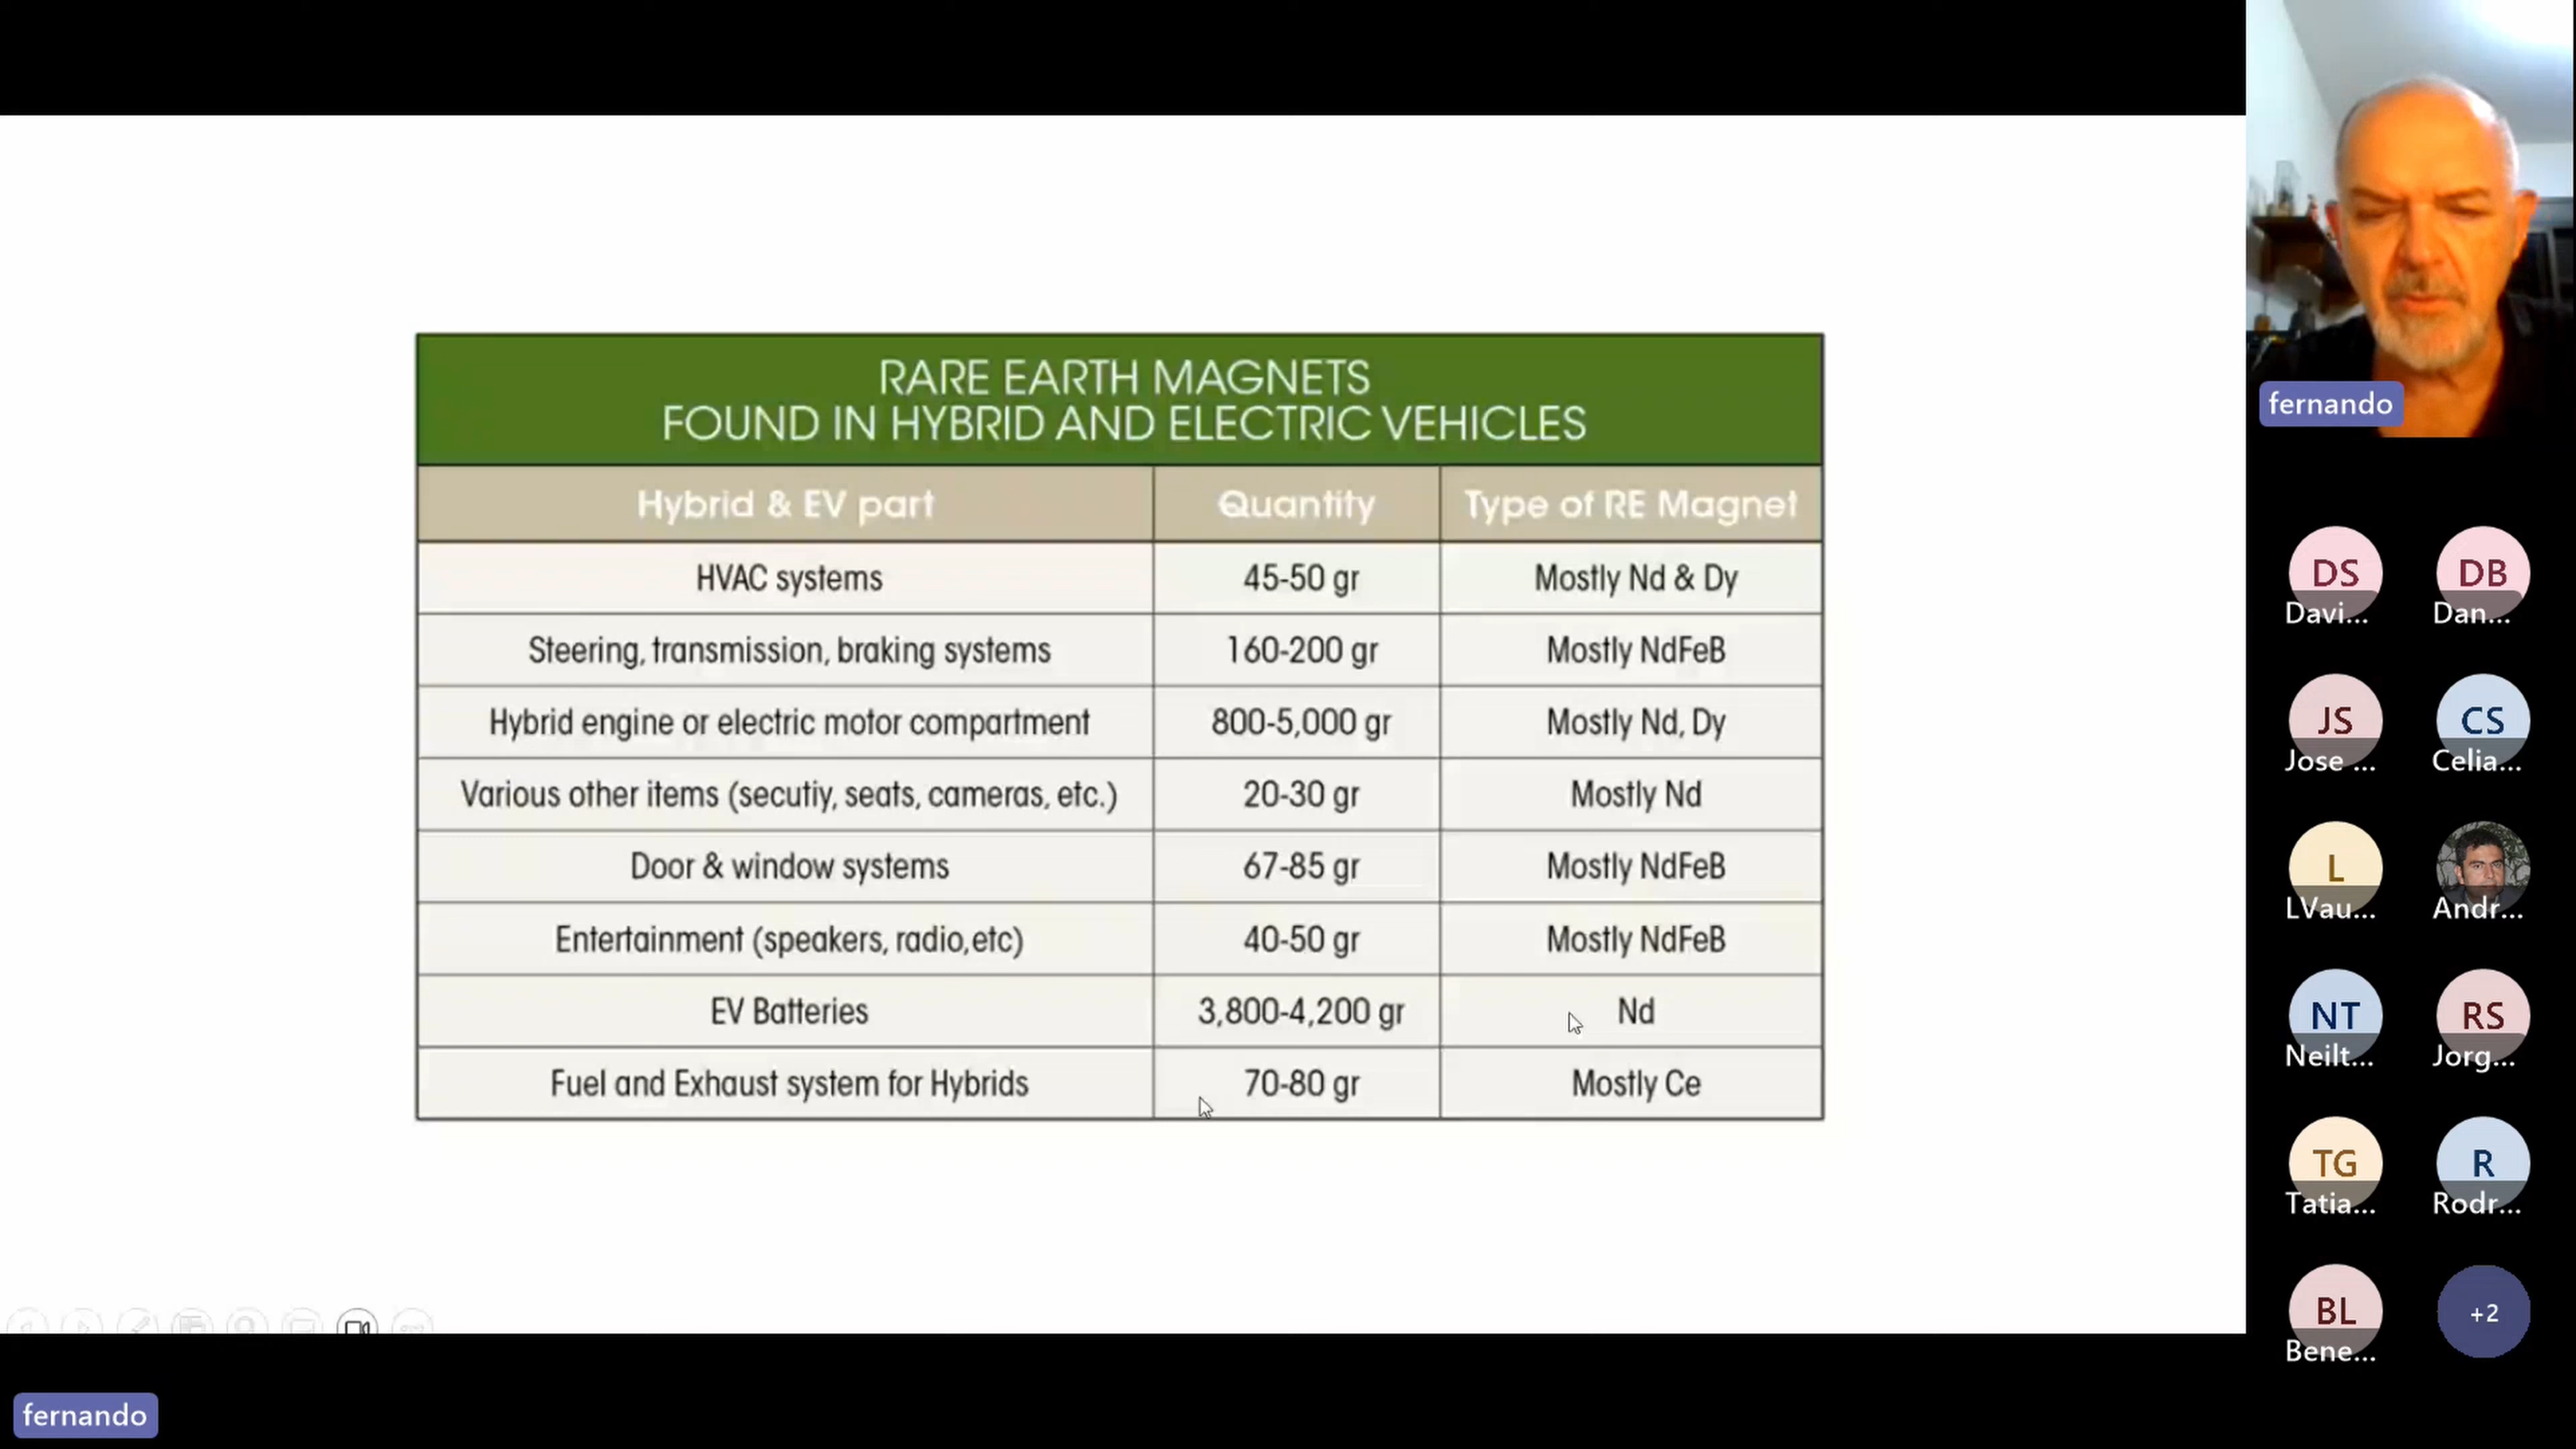 RARE EARTH MAGNETS
FOUND IN HYBRID AND ELECTRIC VEHICLES
Hybrid & EV part Quantity Type of RE Magnet
HVAC systems 45-50 gr Mostly Nd & Dy
Steering, transmission, braking systems 160-200 gr Mostly NdFeB
Hybrid engine or electric motor compartment 800-5,000 gr Mostly Nd, Dy
Various other items (secutiy, seats, cameras, etc.) 20-30 gr Mostly Nd
Door & window systems 67-85 gr Mostly NdFeB
Entertainment (speakers, radio,etc) 40-50 gr Mostly NdFeB
EV Batteries 3,800-4,200 gr Nd
Fuel and Exhaust system for Hybrids 70-80 gr Mostly Ce
fernando
fernando
DS DB
Davi... Dan...
JS CS
Jose ... Celia...
L
LVau... Andr...
NT RS
Neilt... Jorg...
TG R
Tatia... Rodr...
BL +2
Bene...